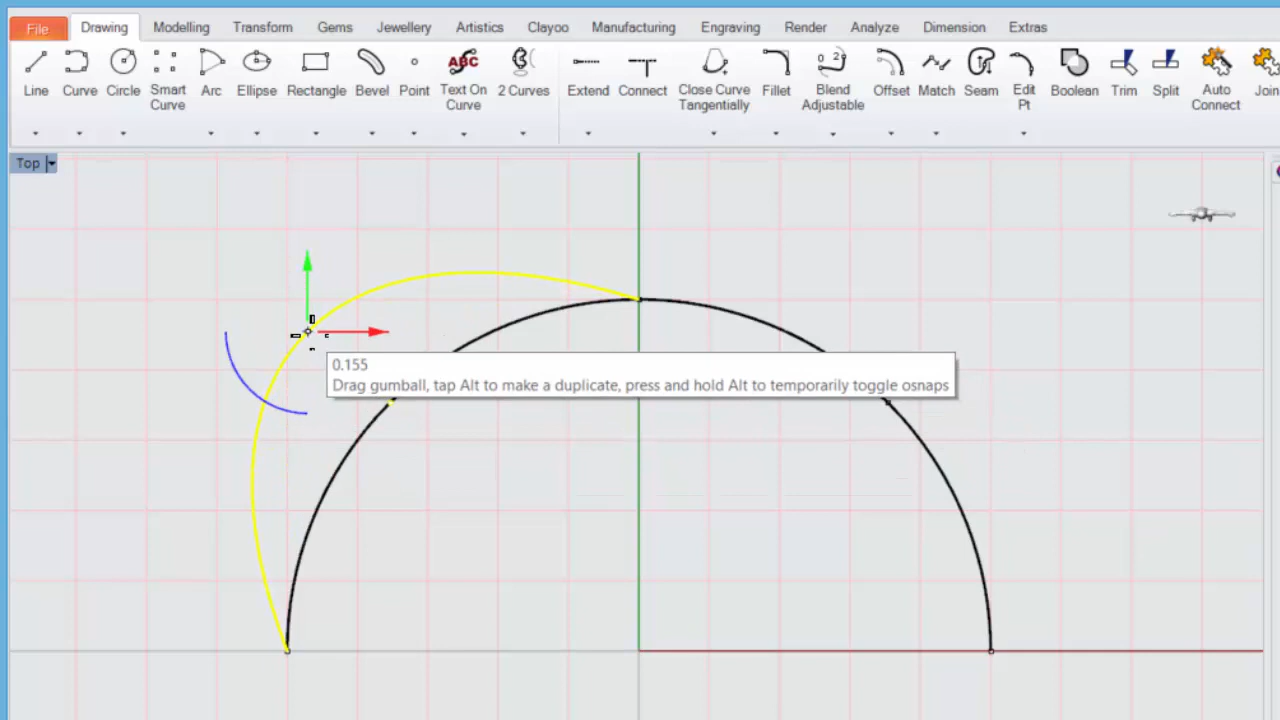 File Drawing Modelling Transform Gems Jewellery Artistics Clayoo Manufacturing Engraving Render Analyze Dimension Extras
ABC
Line Curve Circle Smart Curve Arc Ellipse Rectangle Bevel Point Text On Curve 2 Curves Extend Connect Close Curve Tangentially Fillet Blend Adjustable Offset Match Seam Edit Pt Boolean Trim Split Auto Connect Join
Top
0.155
Drag gumball, tap Alt to make a duplicate, press and hold Alt to temporarily toggle osnaps